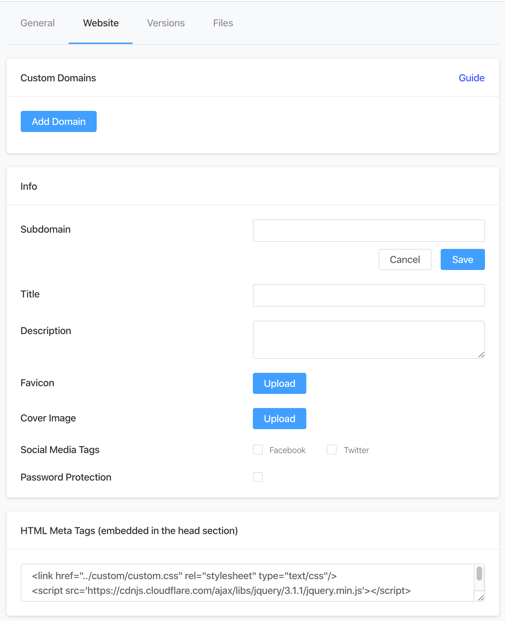 General Website Versions Files
Custom Domains Guide
Add Domain
Info
Subdomain
Cancel Save
Title
Description
Favicon Upload
Cover Image Upload
Social Media Tags Facebook Twitter
Password Protection
HTML Meta Tags (embedded in the head section)
<link href="../custom/custom.css" rel="stylesheet" type="text/css"/>
<script src='https://cdnjs.cloudflare.com/ajax/libs/jquery/3.1.1/jquery.min.js'></script>